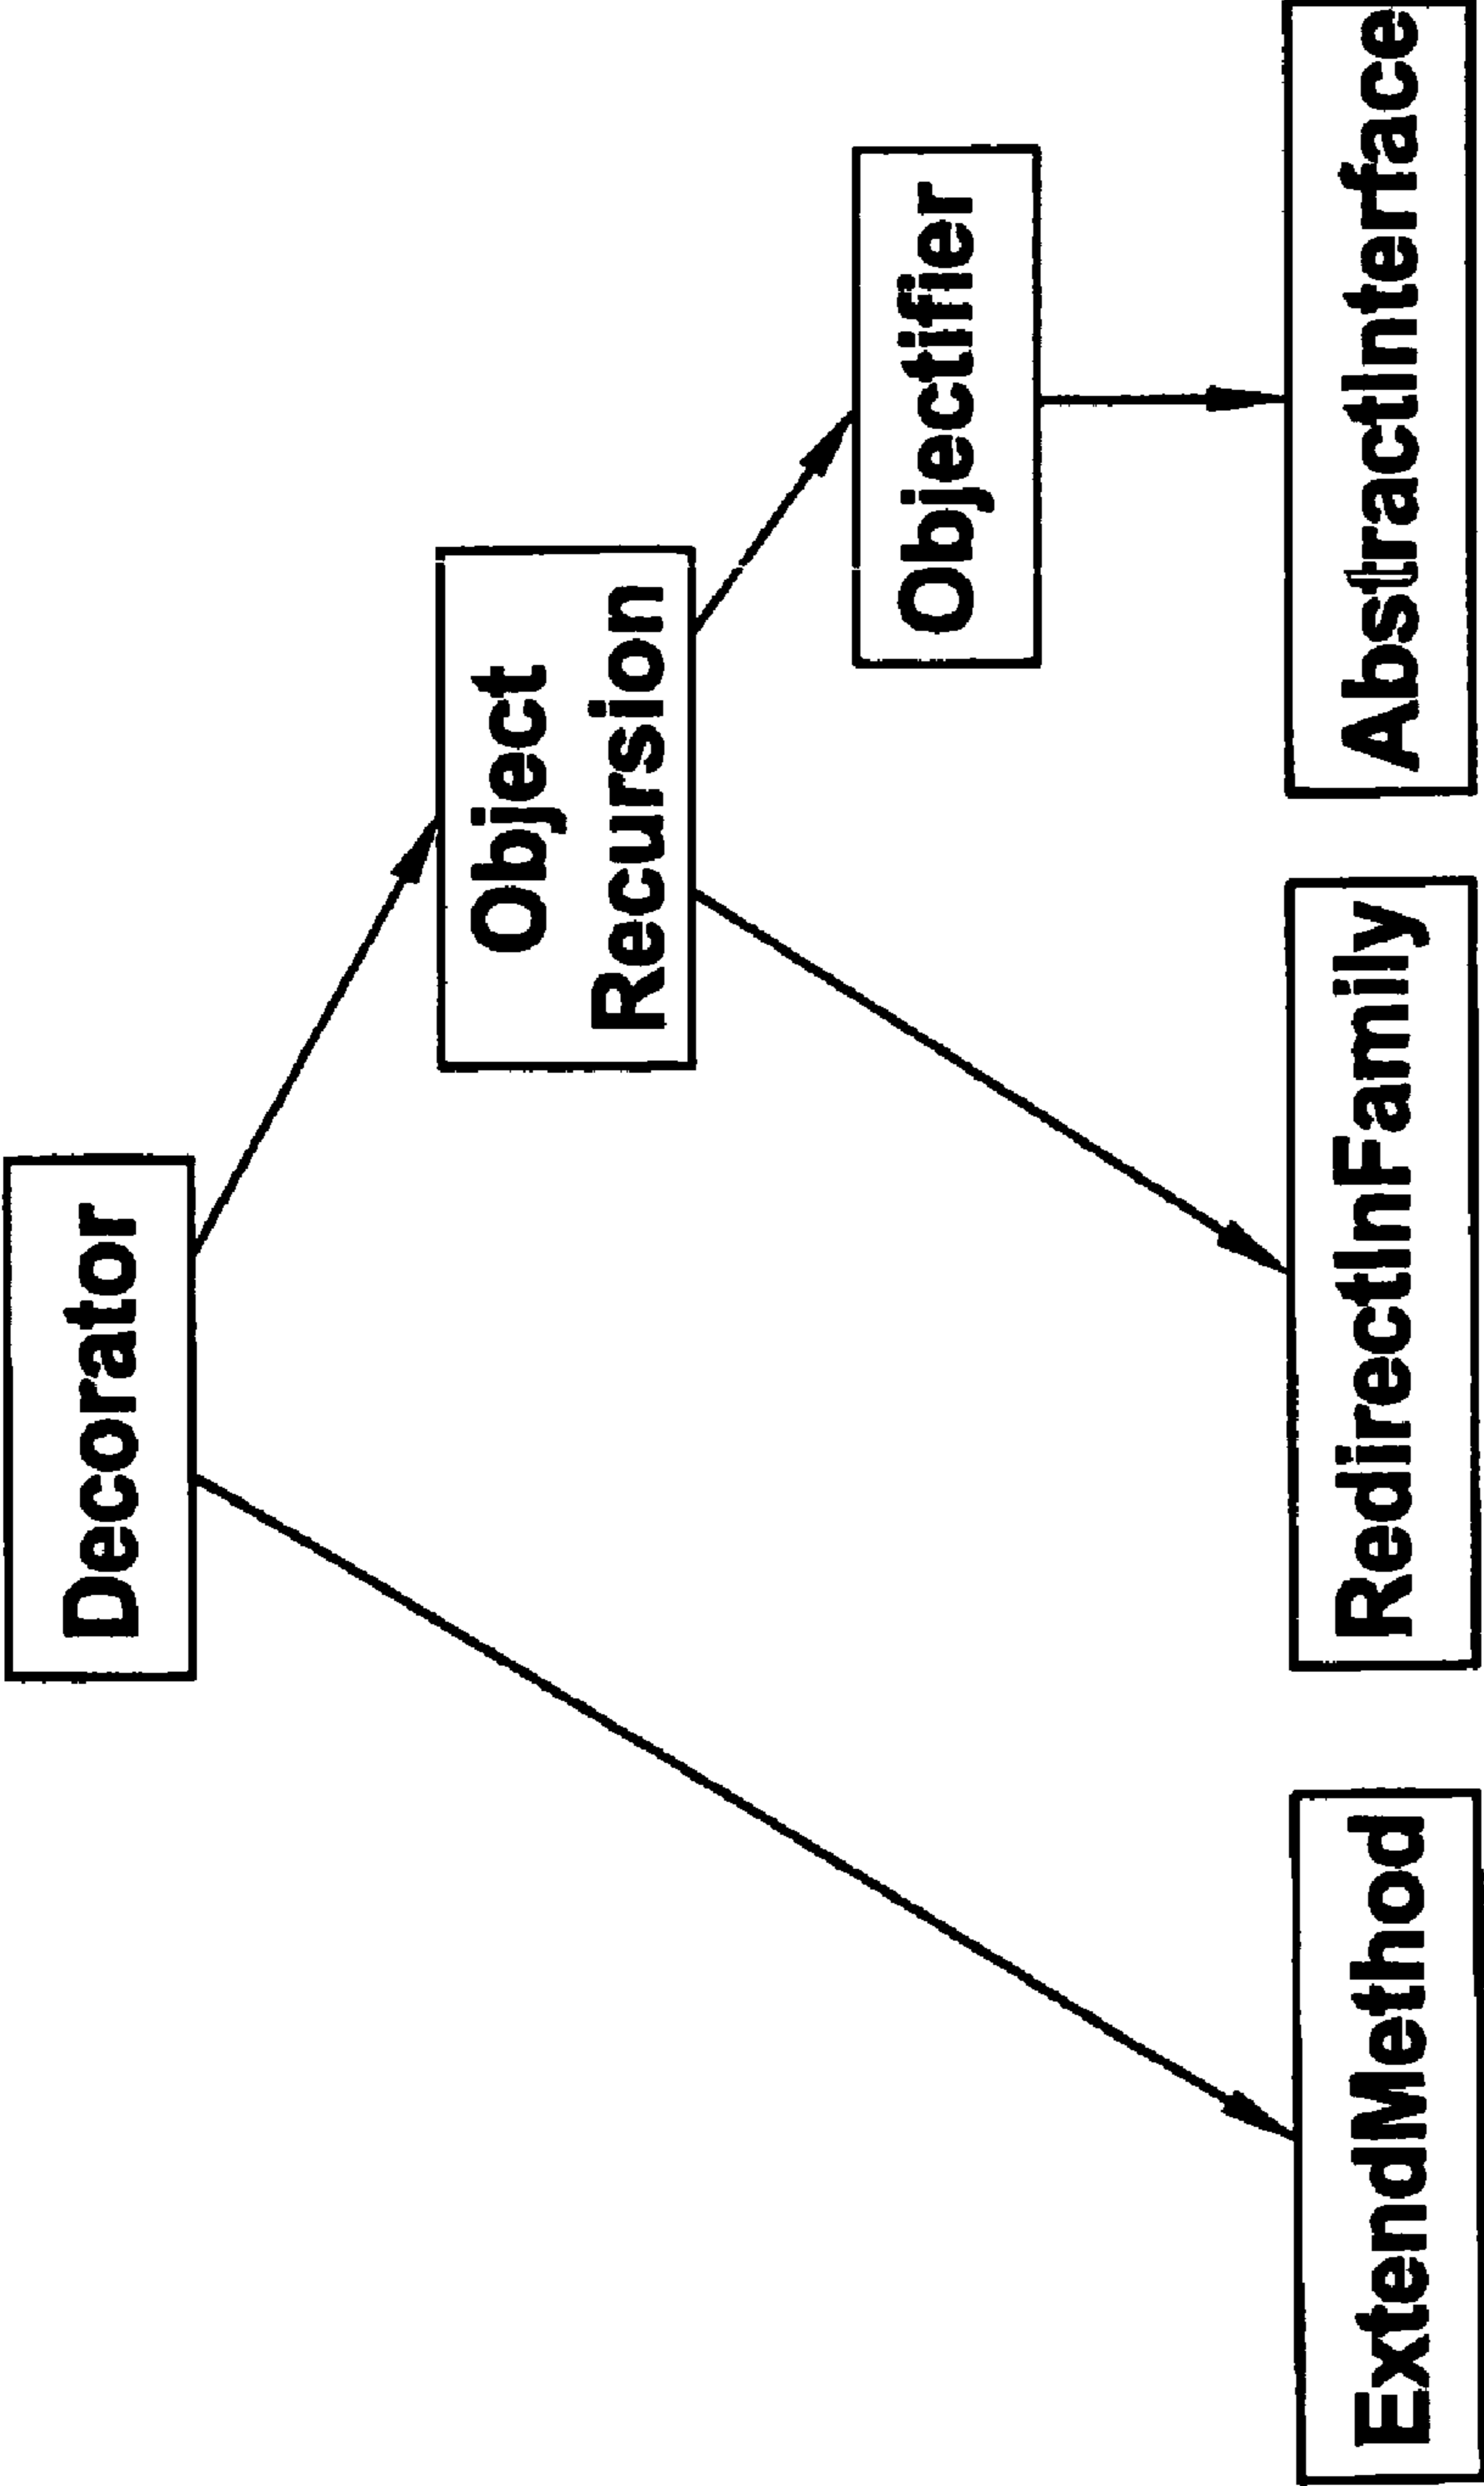 Decorator
Object
Recursion
Objectifier
ExtendMethod
RedirectInFamily
AbstractInterface